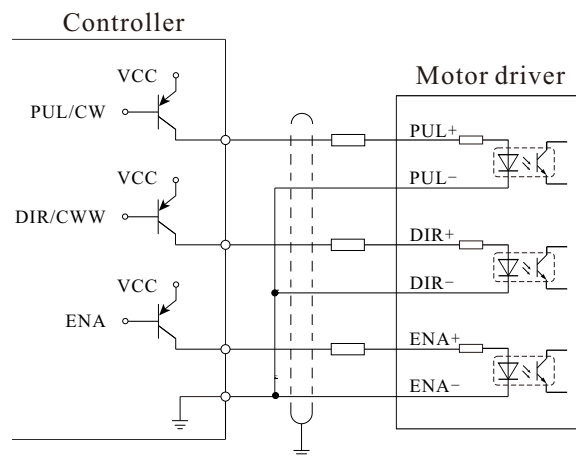 Controller
Motor driver
VCC
PUL/CW
PUL+
PUL−
VCC
DIR/CWW
DIR+
DIR−
VCC
ENA
ENA+
ENA−